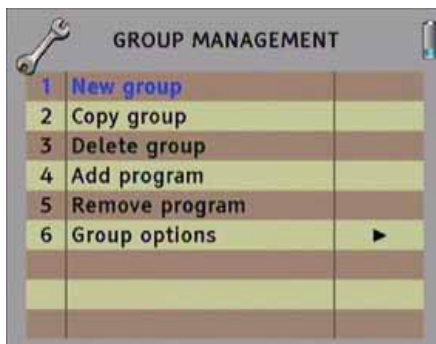 GROUP MANAGEMENT
1 New group
2 Copy group
3 Delete group
4 Add program
5 Remove program
6 Group options ►